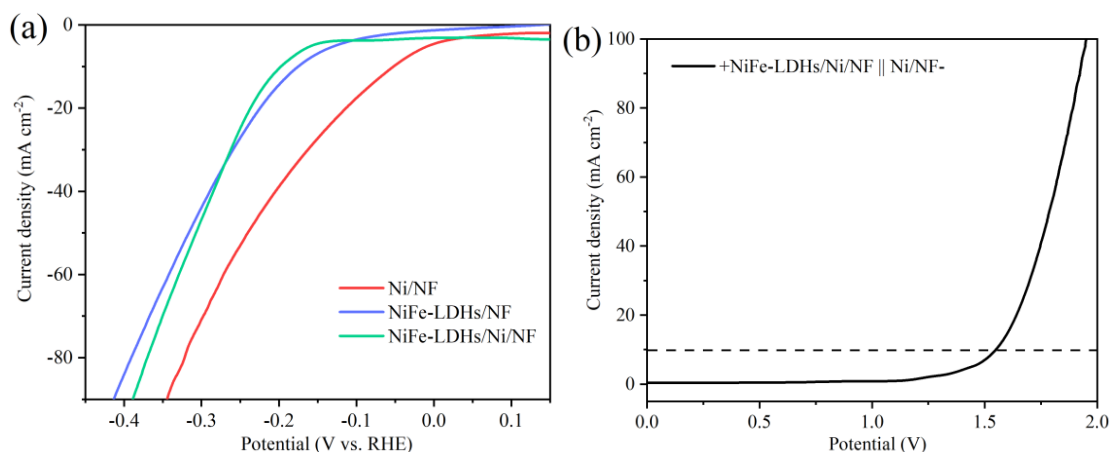 (a)
0
-20
-40
-60
-80
Current density (mA cm-2)
Ni/NF
NiFe-LDHs/NF
NiFe-LDHs/Ni/NF
-0.4
-0.3
-0.2
-0.1
0.0
0.1
Potential (V vs. RHE)
(b)
100
80
60
40
20
10
0
Current density (mA cm-2)
+NiFe-LDHs/Ni/NF || Ni/NF-
0.0
0.5
1.0
1.5
2.0
Potential (V)